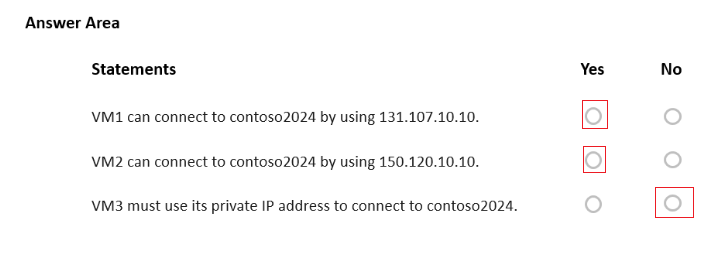 Answer Area
Statements Yes No
VM1 can connect to contoso2024 by using 131.107.10.10.
VM2 can connect to contoso2024 by using 150.120.10.10.
VM3 must use its private IP address to connect to contoso2024.